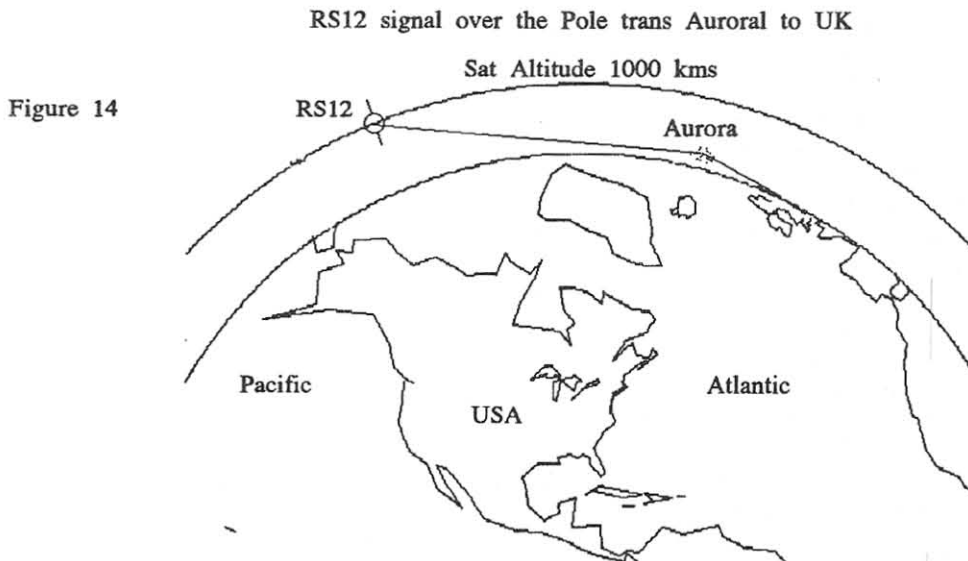 RS12 signal over the Pole trans Auroral to UK
Sat Altitude 1000 kms
Figure 14
RS12
Aurora
Pacific
USA
Atlantic